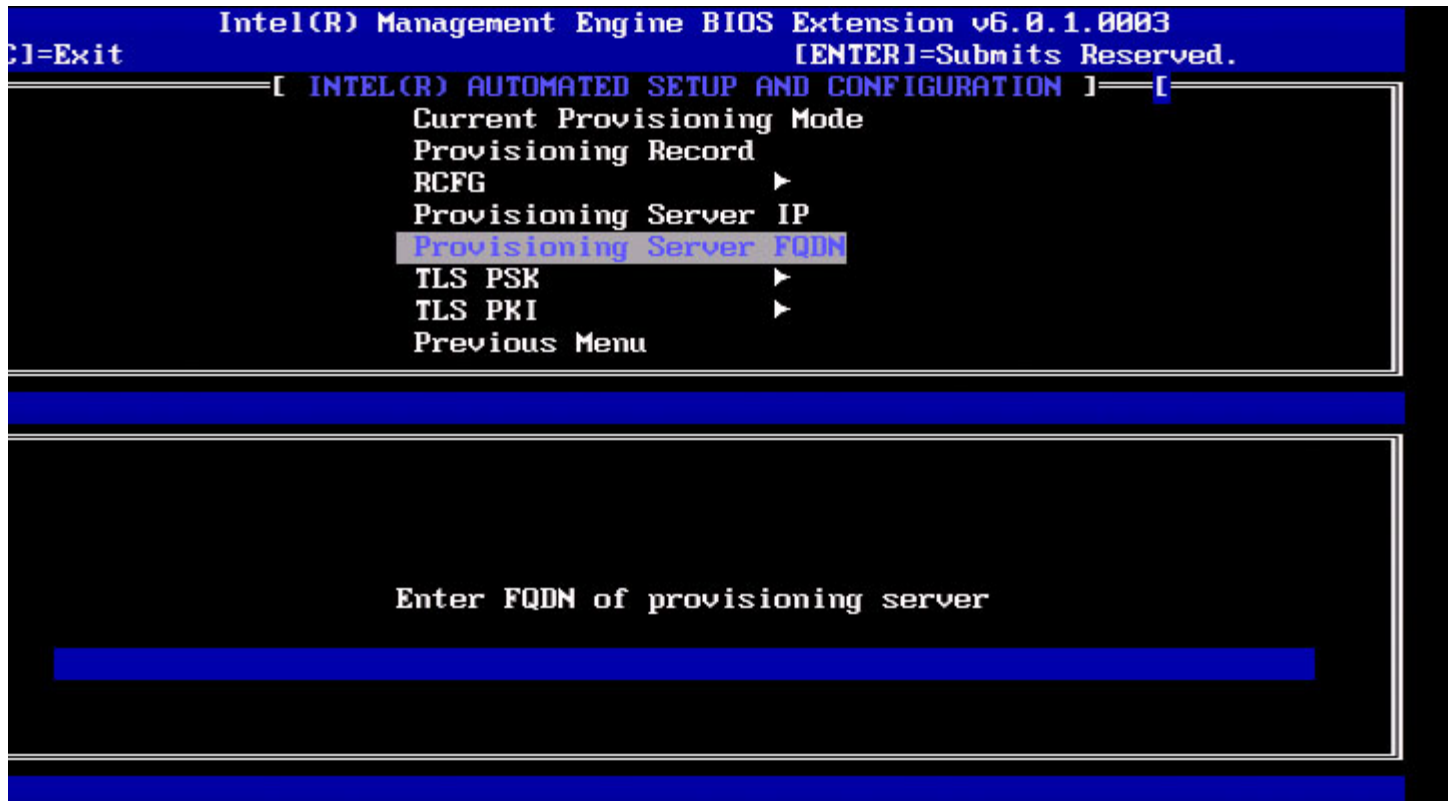 Intel(R) Management Engine BIOS Extension v6.0.1.0003
C]=Exit [ENTER]=Submits Reserved.
[ INTEL(R) AUTOMATED SETUP AND CONFIGURATION ] [
Current Provisioning Mode
Provisioning Record
RCFG ►
Provisioning Server IP
Provisioning Server FQDN
TLS PSK ►
TLS PKI ►
Previous Menu
Enter FQDN of provisioning server